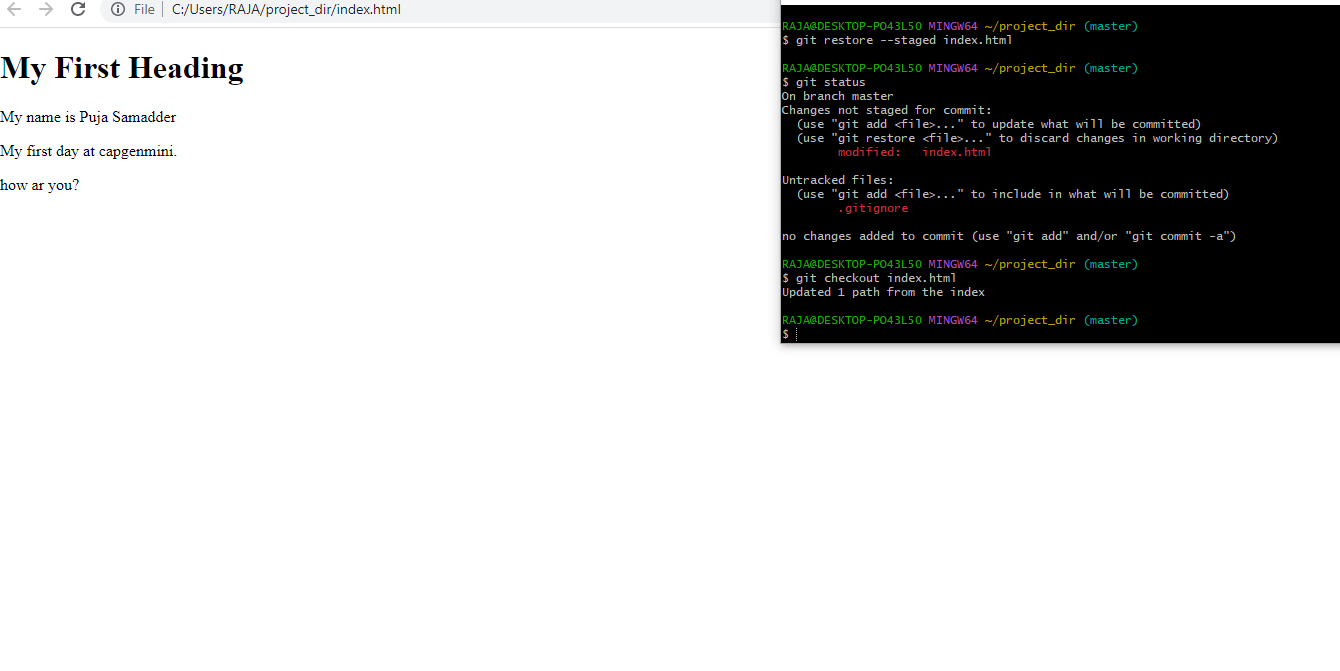 File | C:/Users/RAJA/project_dir/index.html
My First Heading
My name is Puja Samadder
My first day at capgenmini.
how ar you?
RAJA@DESKTOP-PO43L5O MINGW64 ~/project_dir (master)
$ git restore --staged index.html
RAJA@DESKTOP-PO43L5O MINGW64 ~/project_dir (master)
$ git status
On branch master
Changes not staged for commit:
(use "git add <file>..." to update what will be committed)
(use "git restore <file>..." to discard changes in working directory)
modified: index.html
Untracked files:
(use "git add <file>..." to include in what will be committed)
.gitignore
no changes added to commit (use "git add" and/or "git commit -a")
RAJA@DESKTOP-PO43L5O MINGW64 ~/project_dir (master)
$ git checkout index.html
Updated 1 path from the index
RAJA@DESKTOP-PO43L5O MINGW64 ~/project_dir (master)
$